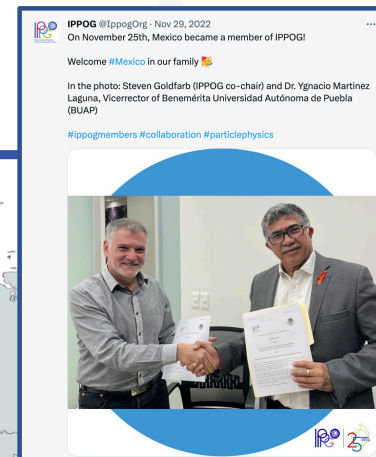 IPPOG @IppogOrg · Nov 29, 2022
On November 25th, Mexico became a member of IPPOG!
Welcome #Mexico in our family 🥳
In the photo: Steven Goldfarb (IPPOG co-chair) and Dr. Ygnacio Martinez
Laguna, Vicerrector of Benemérita Universidad Autónoma de Puebla
(BUAP)
#ippogmembers #collaboration #particlephysics